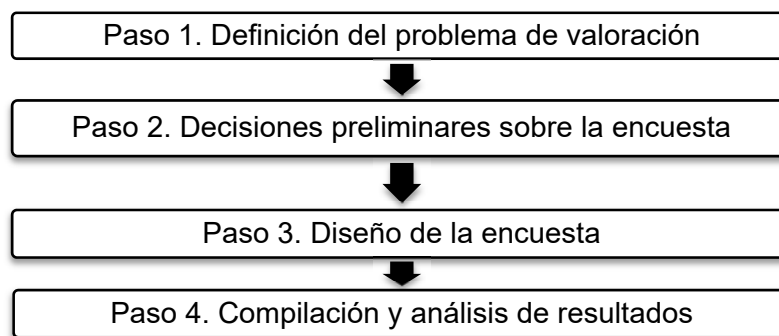 Paso 1. Definición del problema de valoración
Paso 2. Decisiones preliminares sobre la encuesta
Paso 3. Diseño de la encuesta
Paso 4. Compilación y análisis de resultados